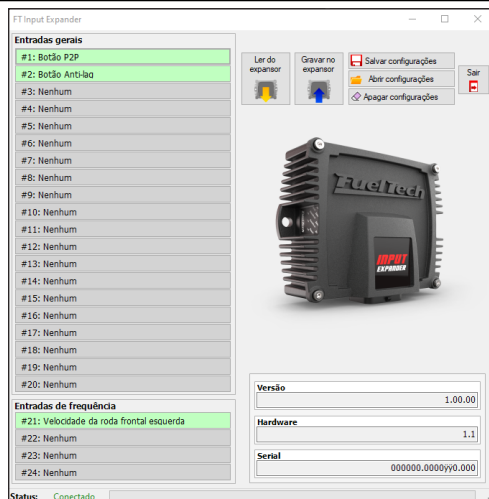 FT Input Expander
Entradas gerais
#1: Botão P2P
#2: Botão Anti-lag
#3: Nenhum
#4: Nenhum
#5: Nenhum
#6: Nenhum
#7: Nenhum
#8: Nenhum
#9: Nenhum
#10: Nenhum
#11: Nenhum
#12: Nenhum
#13: Nenhum
#14: Nenhum
#15: Nenhum
#16: Nenhum
#17: Nenhum
#18: Nenhum
#19: Nenhum
#20: Nenhum
Entradas de frequência
#21: Velocidade da roda frontal esquerda
#22: Nenhum
#23: Nenhum
#24: Nenhum
Status: Conectado
Ler do
expansor
Gravar no
expansor
Salvar configurações
Abrir configurações
Apagar configurações
Sair
FuelTech
INPUT
EXPANDER
Versão
1.00.00
Hardware
1.1
Serial
000000.0000ÿÿ0.000